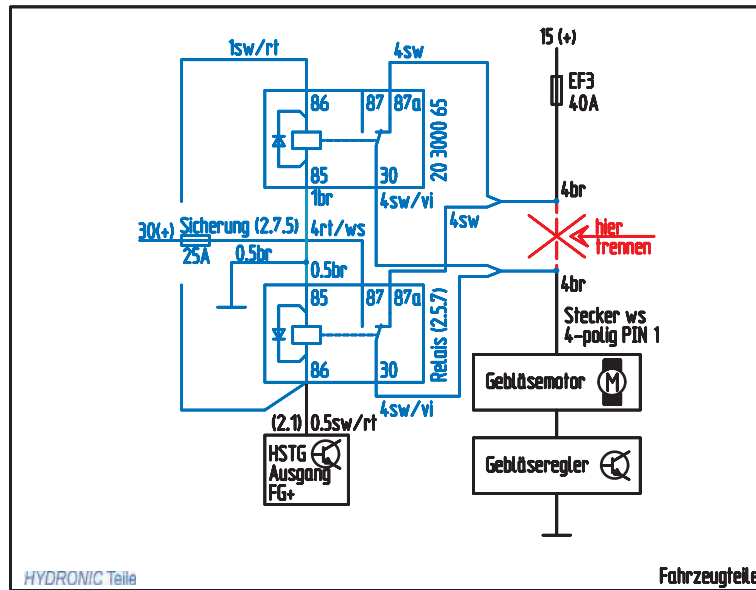 1sw/rt
4sw
15 (+)
EF3
40A
86
87
87a
85
30
20 3000 65
1br
4sw/vi
4sw
4br
hier
trennen
30(+)
Sicherung (2.7.5)
25A
4rt/ws
0.5br
0.5br
4br
85
87
87a
86
30
Relais (2.5.7)
Stecker ws
4-polig PIN 1
4sw/vi
Gebläsemotor
M
(2.1)
0.5sw/rt
HSTG
Ausgang
FG+
Gebläseregler
HYDRONIC Teile
Fahrzeugteile